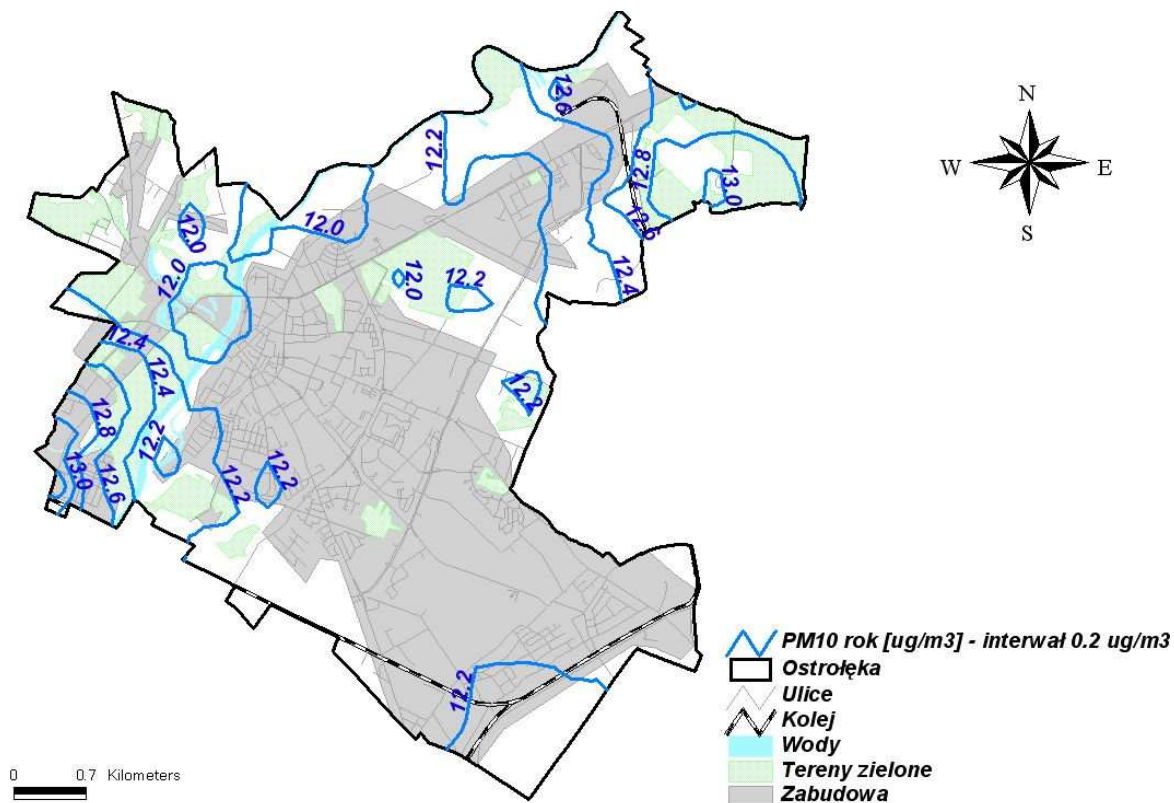 12.6
12.2
12.8
13.0
12.0
12.0
12.6
12.0
12.0
12.2
12.4
12.4
12.4
12.2
12.8
12.2
12.2
13.0
12.6
12.2
12.2
N
W E
S
PM10 rok [ug/m3] - interwał 0.2 ug/m3
Ostrołęka
Ulice
Kolej
Wody
Tereny zielone
Zabudowa
0 0.7 Kilometers